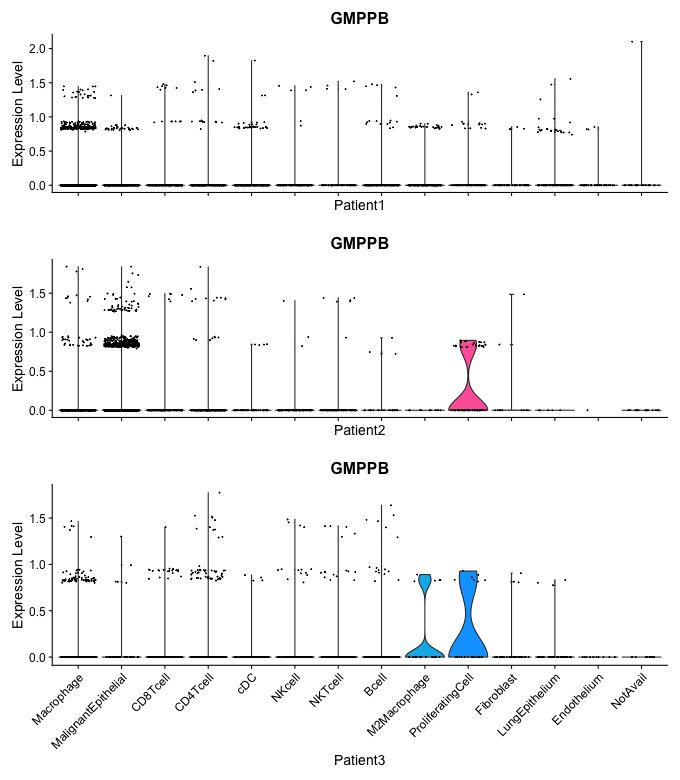 GMPPB
Expression Level
2.0
1.5
1.0
0.5
0.0
Patient1
GMPPB
Expression Level
1.5
1.0
0.5
0.0
Patient2
GMPPB
Expression Level
1.5
1.0
0.5
0.0
Macrophage
MalignantEpithelial
CD8Tcell
CD4Tcell
cDC
NKcell
NKTcell
Bcell
M2Macrophage
ProliferatingCell
Fibroblast
LungEpithelium
Endothelium
NotAvail
Patient3